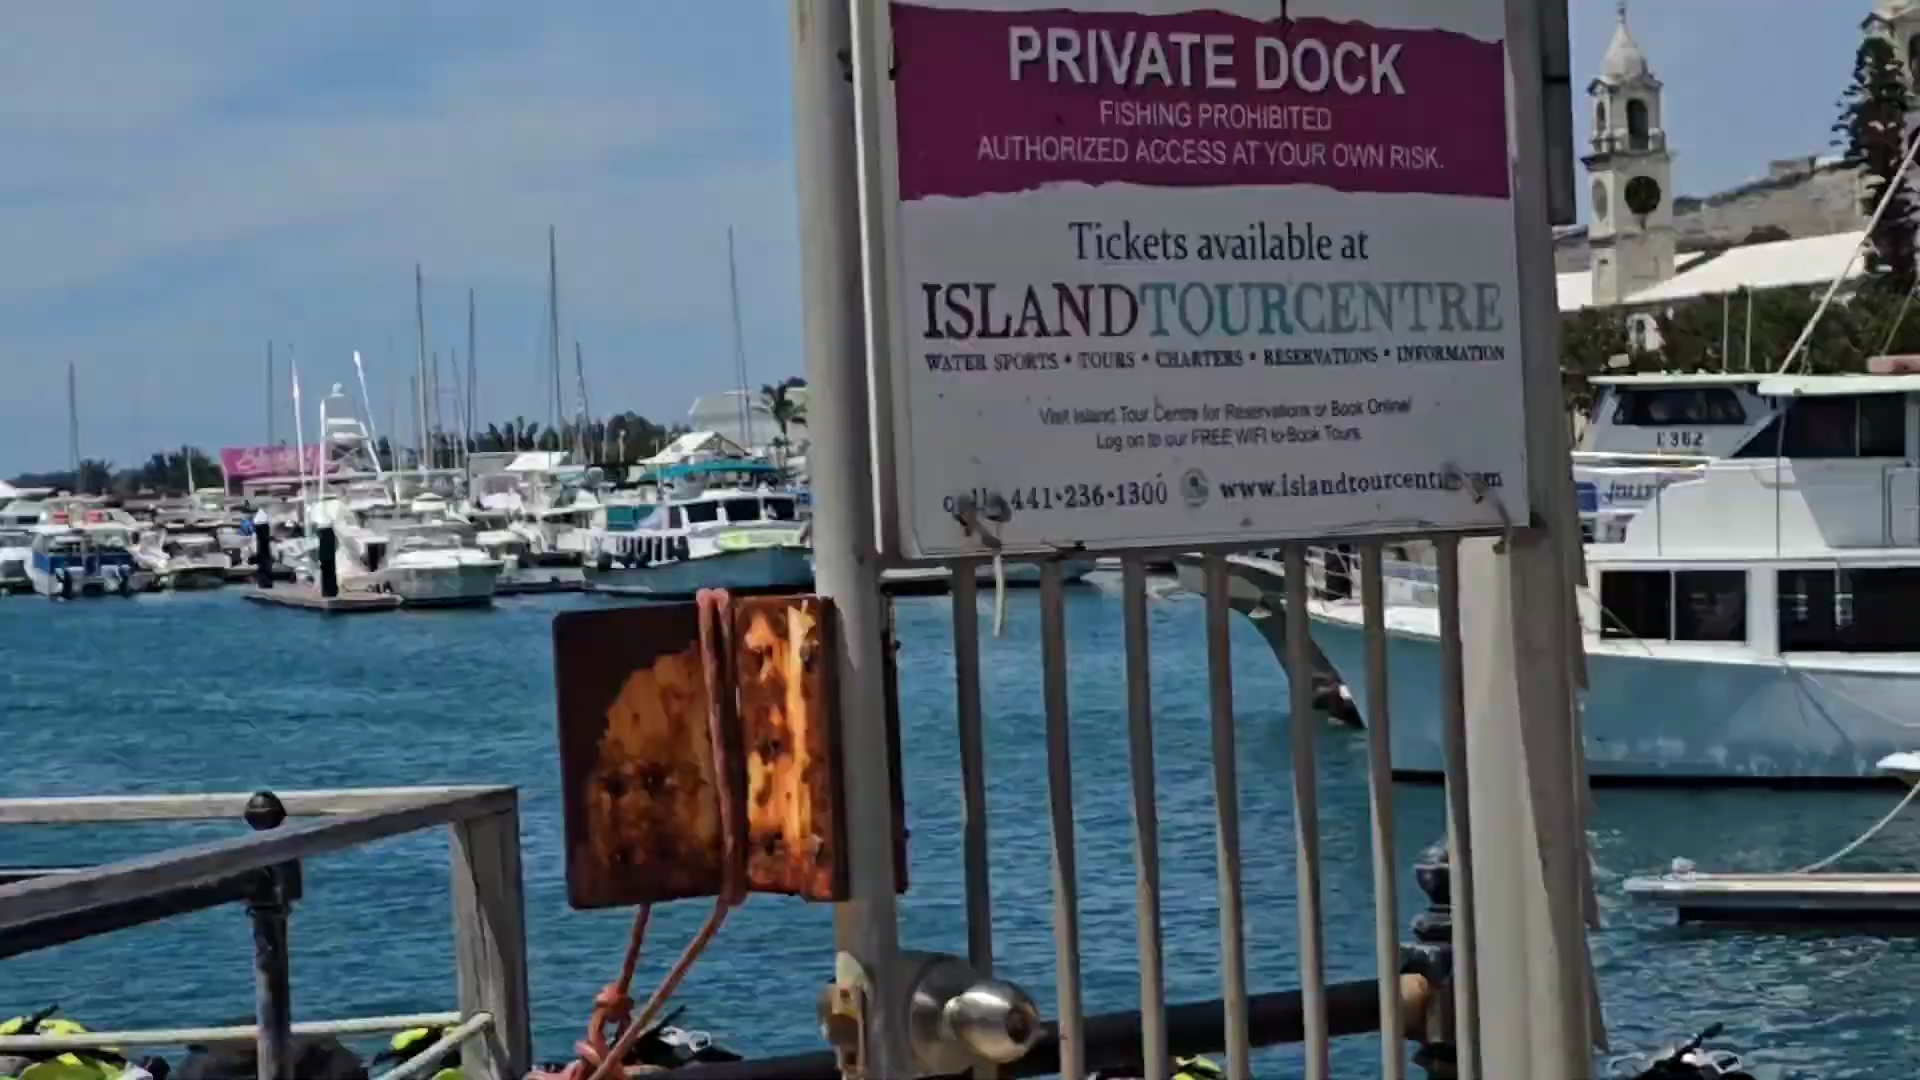 PRIVATE DOCK
FISHING PROHIBITED
AUTHORIZED ACCESS AT YOUR OWN RISK.
Tickets available at
ISLANDTOURCENTRE
WATER SPORTS • TOURS • CHARTERS • RESERVATIONS • INFORMATION
Visit Island Tour Centre for Reservations or Book Online!
Log on to our FREE WIFI to Book Tours.
441•236•1300